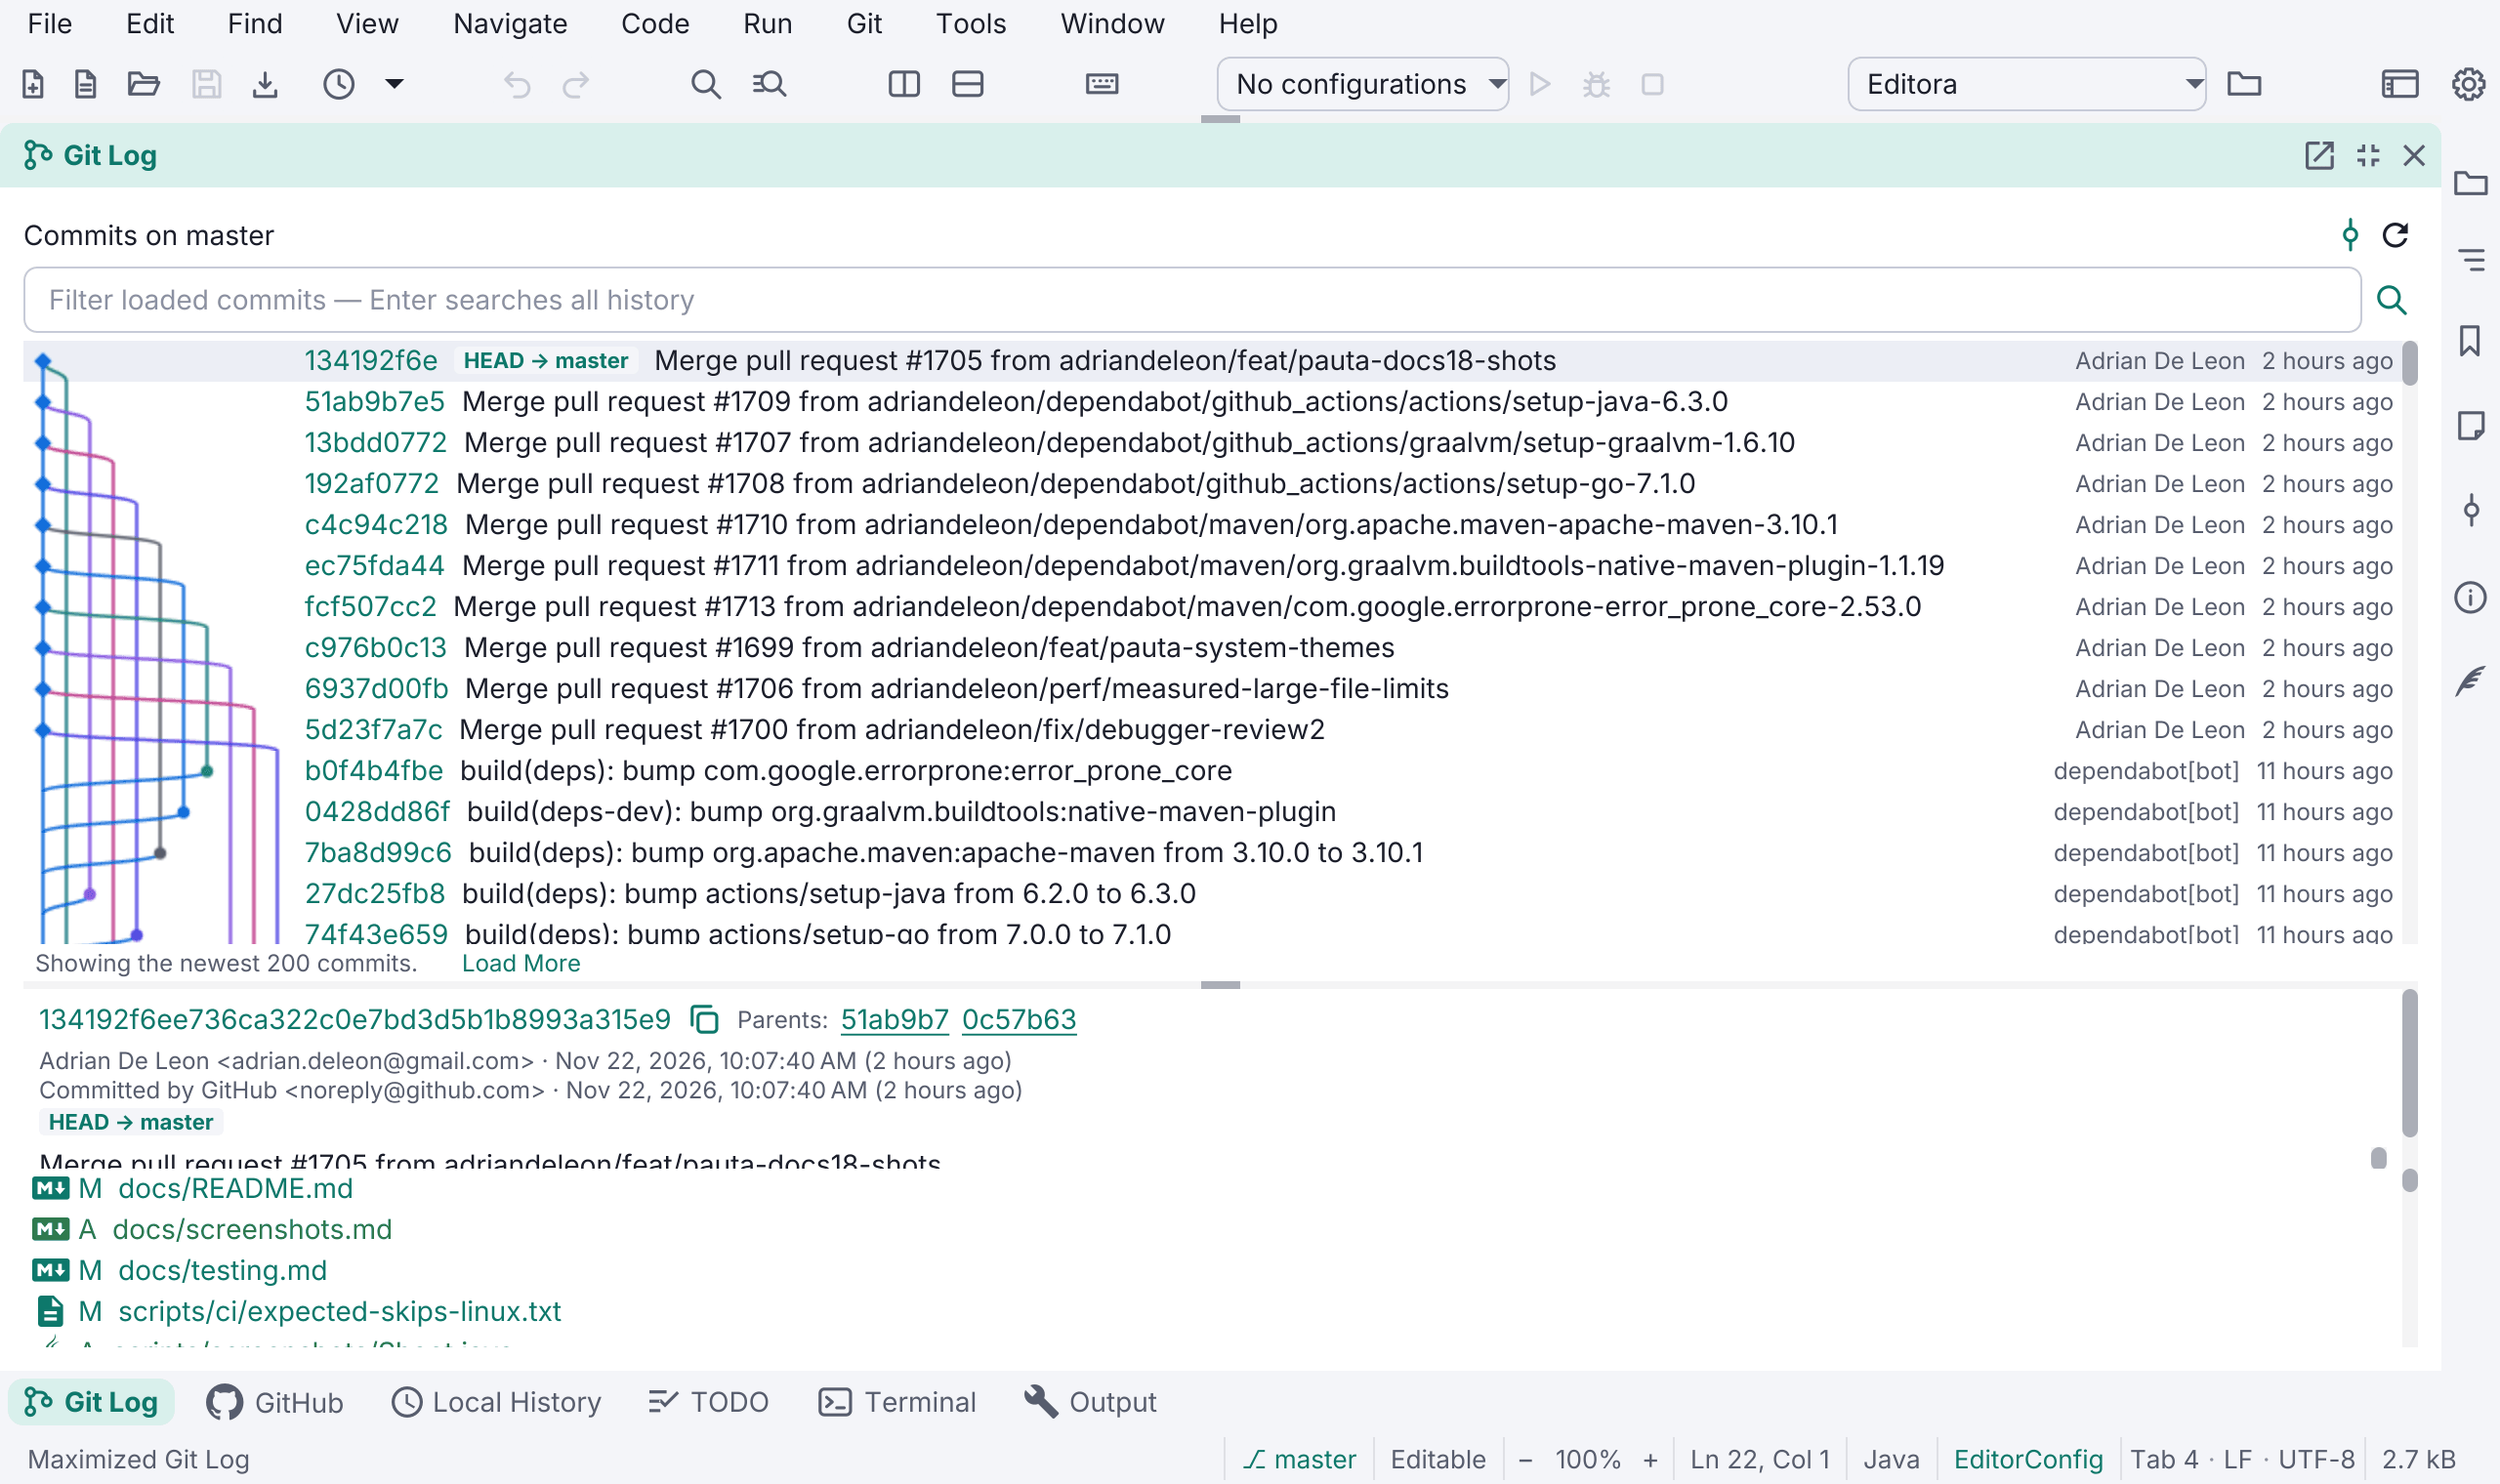 File Edit Find View Navigate Code Run Git Tools Window Help
No configurations Editora
Git Log
Commits on master
Filter loaded commits — Enter searches all history
134192f6e HEAD → master Merge pull request #1705 from adriandeleon/feat/pauta-docs18-shots Adrian De Leon 2 hours ago
51ab9b7e5 Merge pull request #1709 from adriandeleon/dependabot/github_actions/actions/setup-java-6.3.0 Adrian De Leon 2 hours ago
13bdd0772 Merge pull request #1707 from adriandeleon/dependabot/github_actions/graalvm/setup-graalvm-1.6.10 Adrian De Leon 2 hours ago
192af0772 Merge pull request #1708 from adriandeleon/dependabot/github_actions/actions/setup-go-7.1.0 Adrian De Leon 2 hours ago
c4c94c218 Merge pull request #1710 from adriandeleon/dependabot/maven/org.apache.maven-apache-maven-3.10.1 Adrian De Leon 2 hours ago
ec75fda44 Merge pull request #1711 from adriandeleon/dependabot/maven/org.graalvm.buildtools-native-maven-plugin-1.1.19 Adrian De Leon 2 hours ago
fcf507cc2 Merge pull request #1713 from adriandeleon/dependabot/maven/com.google.errorprone-error_prone_core-2.53.0 Adrian De Leon 2 hours ago
c976b0c13 Merge pull request #1699 from adriandeleon/feat/pauta-system-themes Adrian De Leon 2 hours ago
6937d00fb Merge pull request #1706 from adriandeleon/perf/measured-large-file-limits Adrian De Leon 2 hours ago
5d23f7a7c Merge pull request #1700 from adriandeleon/fix/debugger-review2 Adrian De Leon 2 hours ago
b0f4b4fbe build(deps): bump com.google.errorprone:error_prone_core dependabot[bot] 11 hours ago
0428dd86f build(deps-dev): bump org.graalvm.buildtools:native-maven-plugin dependabot[bot] 11 hours ago
7ba8d99c6 build(deps): bump org.apache.maven:apache-maven from 3.10.0 to 3.10.1 dependabot[bot] 11 hours ago
27dc25fb8 build(deps): bump actions/setup-java from 6.2.0 to 6.3.0 dependabot[bot] 11 hours ago
74f43e659 build(deps): bump actions/setup-go from 7.0.0 to 7.1.0 dependabot[bot] 11 hours ago
Showing the newest 200 commits. Load More
134192f6ee736ca322c0e7bd3d5b1b8993a315e9 Parents: 51ab9b7 0c57b63
Adrian De Leon <adrian.deleon@gmail.com> · Nov 22, 2026, 10:07:40 AM (2 hours ago)
Committed by GitHub <noreply@github.com> · Nov 22, 2026, 10:07:40 AM (2 hours ago)
HEAD → master
Merge pull request #1705 from adriandeleon/feat/pauta-docs18-shots
M docs/README.md
A docs/screenshots.md
M docs/testing.md
M scripts/ci/expected-skips-linux.txt
Git Log GitHub Local History TODO Terminal Output
Maximized Git Log master Editable − 100% + Ln 22, Col 1 Java EditorConfig Tab 4 · LF · UTF-8 2.7 kB